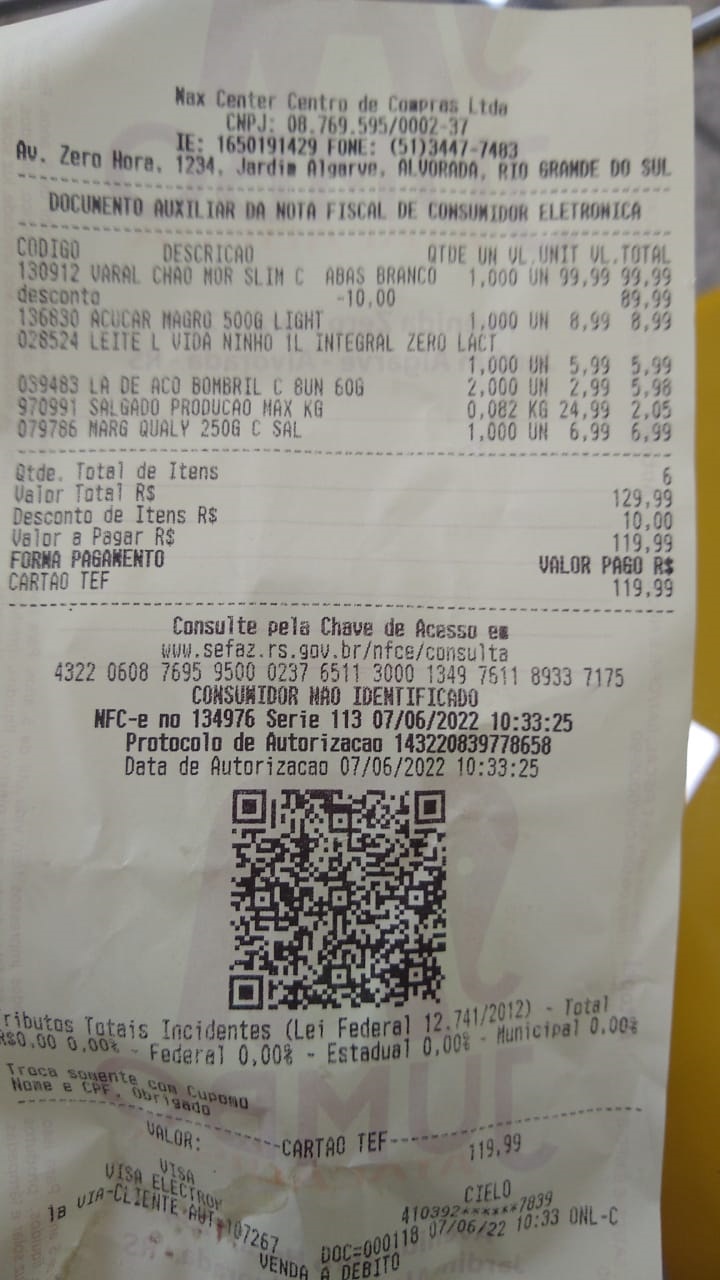 Max Center Centro de Compras Ltda
CNPJ: 08.769.595/0002-37
IE: 1650191429 FONE: (51)3447-7483
Av. Zero Hora, 1234, Jardim Algarve, ALVORADA, RIO GRANDE DO SUL
DOCUMENTO AUXILIAR DA NOTA FISCAL DE CONSUMIDOR ELETRONICA
CODIGO DESCRICAO QTDE UN VL.UNIT VL.TOTAL
130912 VARAL CHAO MOR SLIM C ABAS BRANCO 1,000 UN 99,99 99,99
desconto -10,00 89,99
136830 ACUCAR MAGRO 500G LIGHT 1,000 UN 8,99 8,99
028524 LEITE L VIDA NINHO 1L INTEGRAL ZERO LACT
1,000 UN 5,99 5,99
039483 LA DE ACO BOMBRIL C 8UN 60G 2,000 UN 2,99 5,98
970991 SALGADO PRODUCAO MAX KG 0,082 KG 24,99 2,05
079786 MARG QUALY 250G C SAL 1,000 UN 6,99 6,99
Qtde. Total de Itens 6
Valor Total R$ 129,99
Desconto de Itens R$ 10,00
Valor a Pagar R$ 119,99
FORMA PAGAMENTO VALOR PAGO R$
CARTAO TEF 119,99
Consulte pela Chave de Acesso em
www.sefaz.rs.gov.br/nfce/consulta
4322 0608 7695 9500 0237 6511 3000 1349 7611 8933 7175
CONSUMIDOR NAO IDENTIFICADO
NFC-e no 134976 Serie 113 07/06/2022 10:33:25
Protocolo de Autorizacao 143220839778658
Data de Autorizacao 07/06/2022 10:33:25
ributos Totais Incidentes (Lei Federal 12.741/2012) - Total
R$0,00 0,00% - Federal 0,00% - Estadual 0,00% - Municipal 0,00%
Troca somente com Cupom
Nome e CPF. Obrigado
-----CARTAO TEF-----
VALOR: 119,99
VISA CIELO
VISA ELECTRON 410392******7839
1a VIA-CLIENTE AUT=107267 DOC=000118 07/06/22 10:33 ONL-C
VENDA A DEBITO